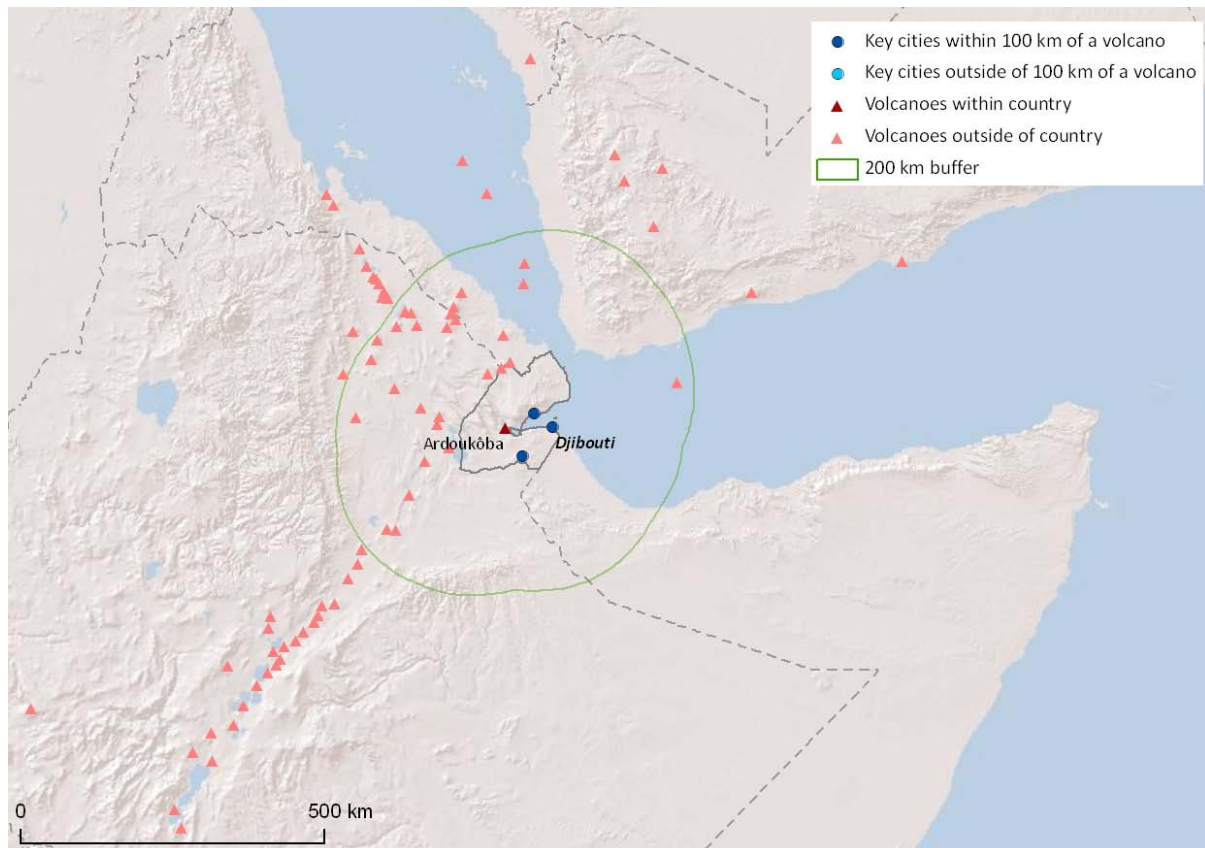 Key cities within 100 km of a volcano
Key cities outside of 100 km of a volcano
Volcanoes within country
Volcanoes outside of country
200 km buffer
Ardoukôba
Djibouti
0
500 km